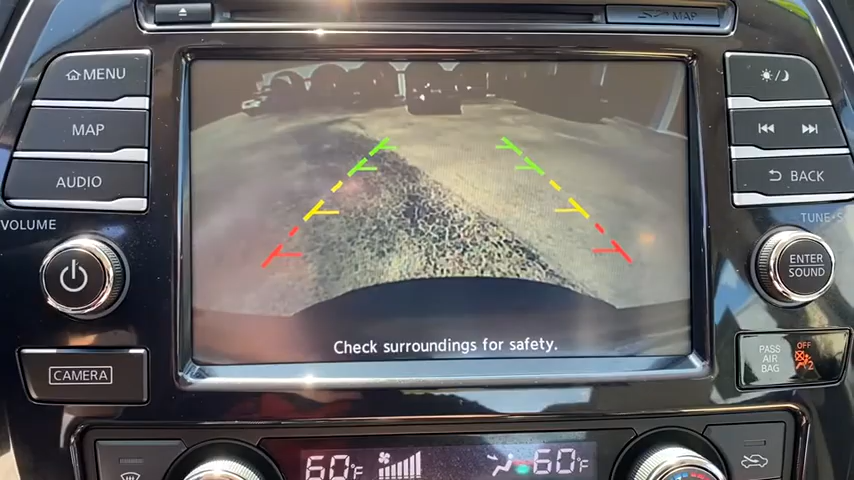 MAP
MENU
MAP
AUDIO
BACK
VOLUME
TUNE•S
ENTER
SOUND
Check surroundings for safety.
CAMERA
PASS
AIR
BAG
OFF
2
60°F
60°F